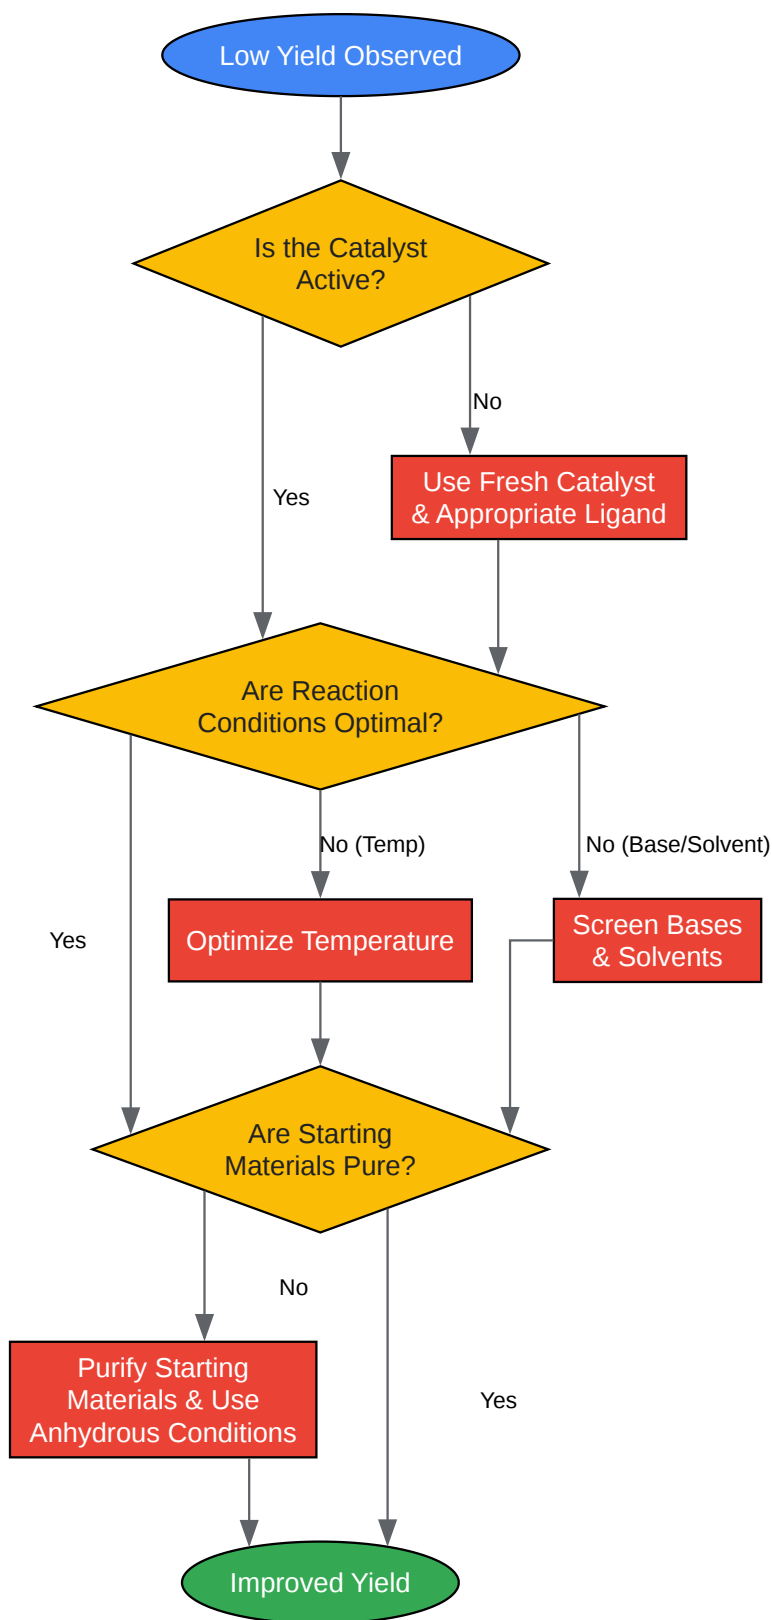 Low Yield Observed
Is the Catalyst
Active?
No
Use Fresh Catalyst
& Appropriate Ligand
Yes
Are Reaction
Conditions Optimal?
No (Temp)
No (Base/Solvent)
Yes
Optimize Temperature
Screen Bases
& Solvents
Are Starting
Materials Pure?
No
Purify Starting
Materials & Use
Anhydrous Conditions
Yes
Improved Yield